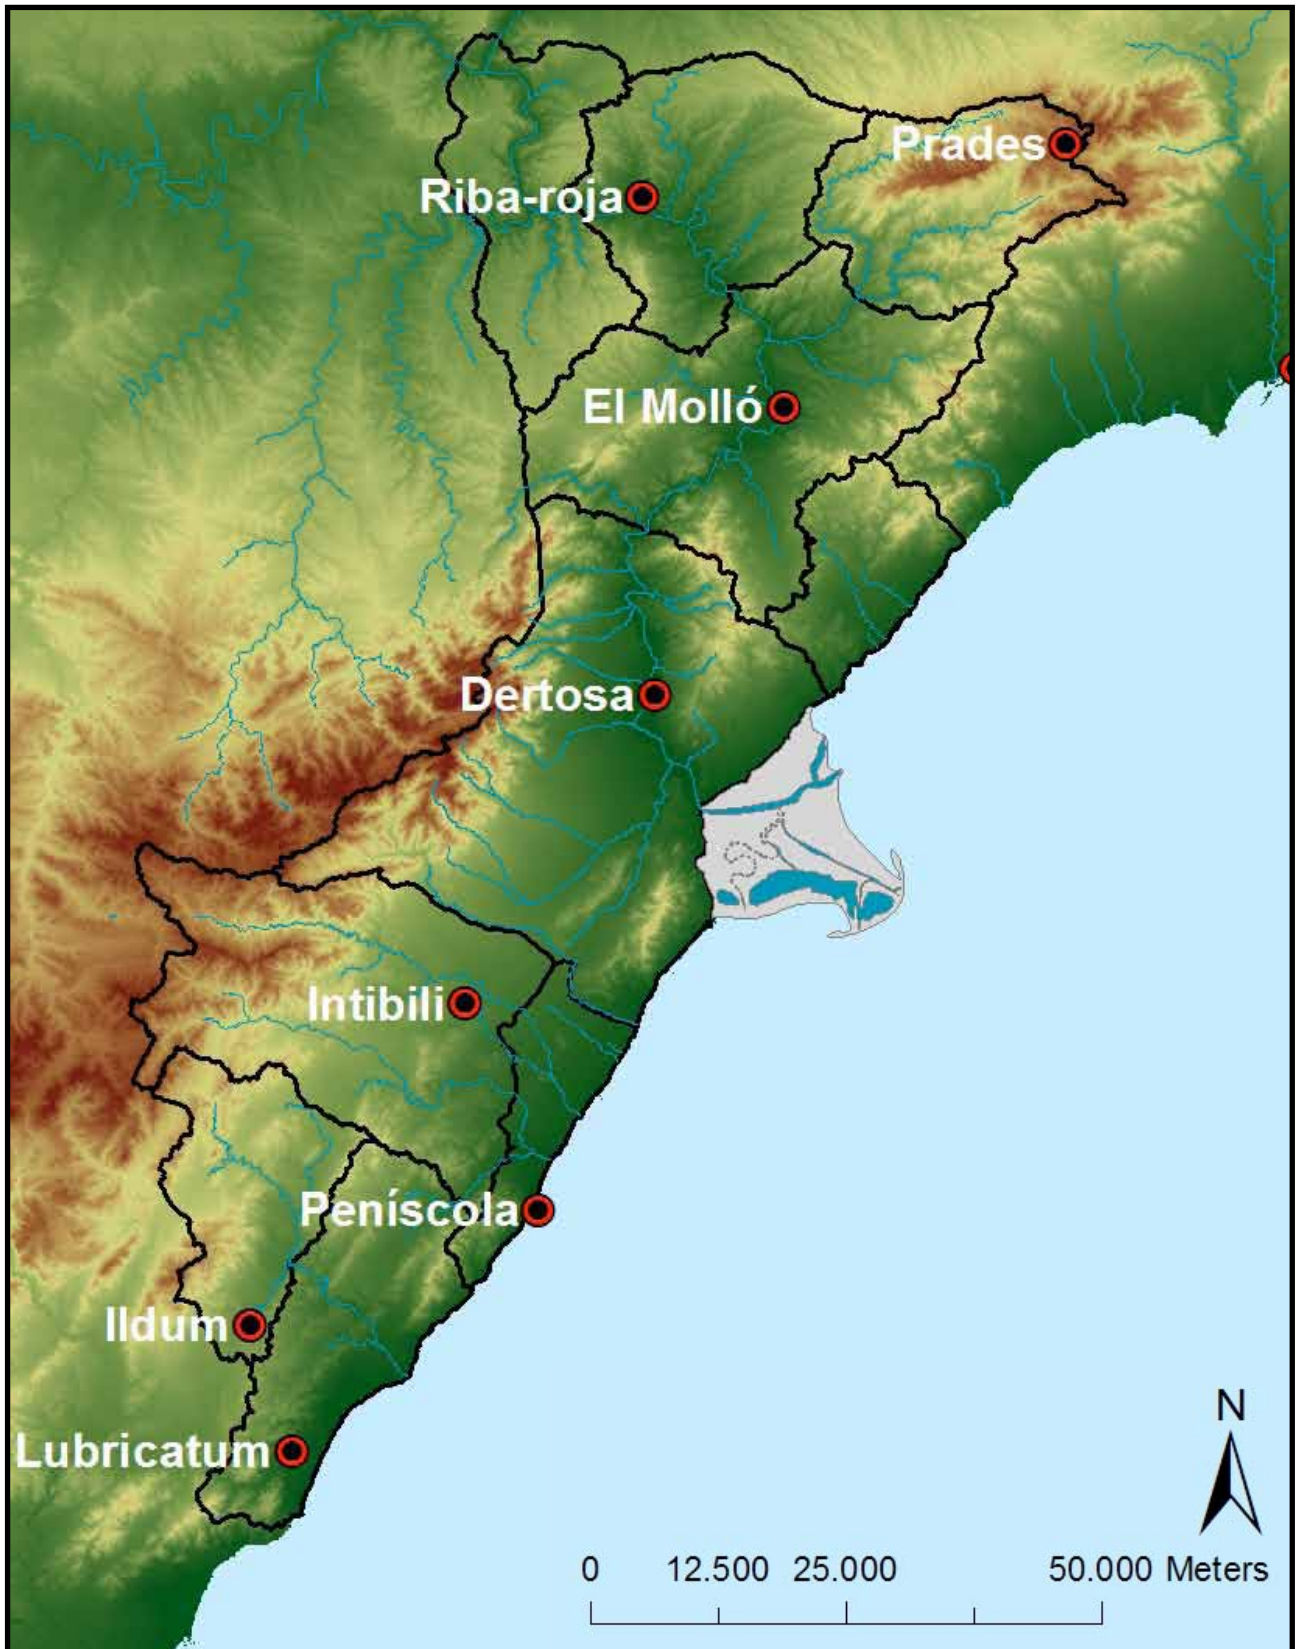 Prades
Riba-roja
El Molló
Dertosa
Intibili
Peníscola
Ildum
Lubricatum
N
0 12.500 25.000 50.000 Meters